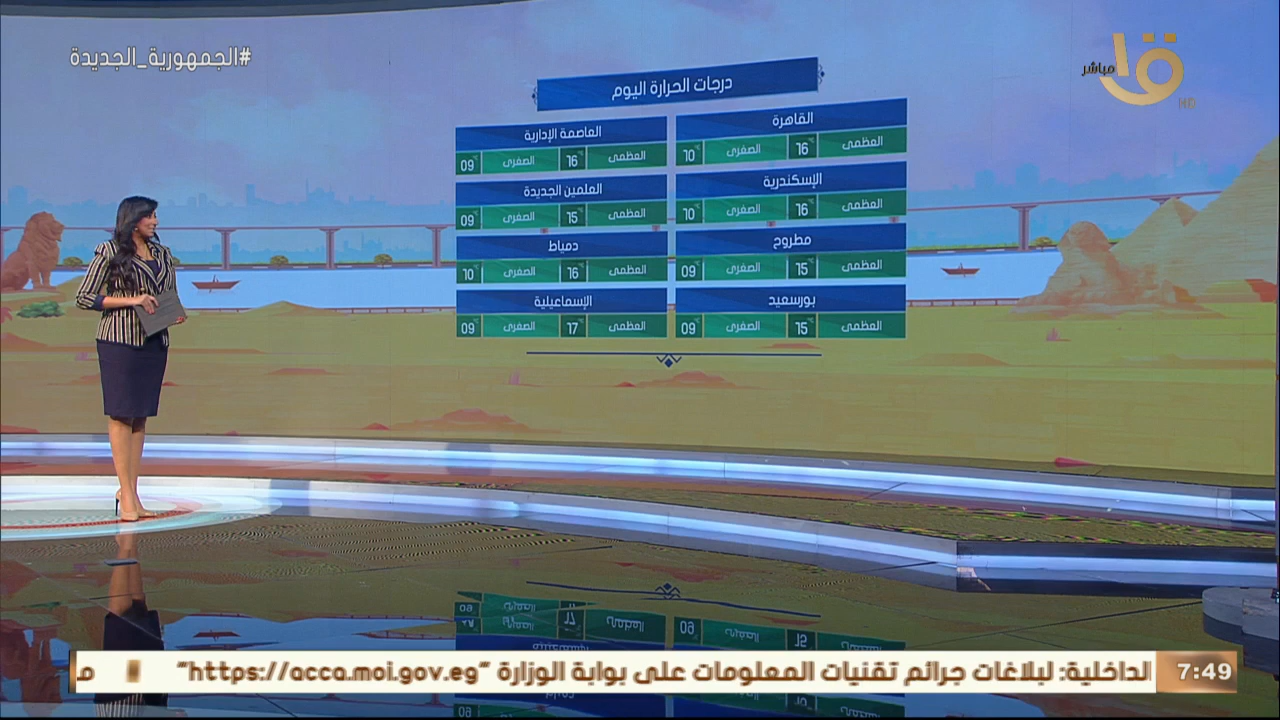 #الجمهورية_الجديدة
مباشر
HD
درجات الحرارة اليوم
القاهرة
العظمى 16° الصغرى 10°
العاصمة الإدارية
العظمى 16° الصغرى 09°
الإسكندرية
العظمى 16° الصغرى 10°
العلمين الجديدة
العظمى 15° الصغرى 09°
مطروح
العظمى 15° الصغرى 09°
دمياط
العظمى 16° الصغرى 10°
بورسعيد
العظمى 15° الصغرى 09°
الإسماعيلية
العظمى 17° الصغرى 09°
7:49 الداخلية: لبلاغات جرائم تقنيات المعلومات على بوابة الوزارة "https://acca.moi.gov.eg"